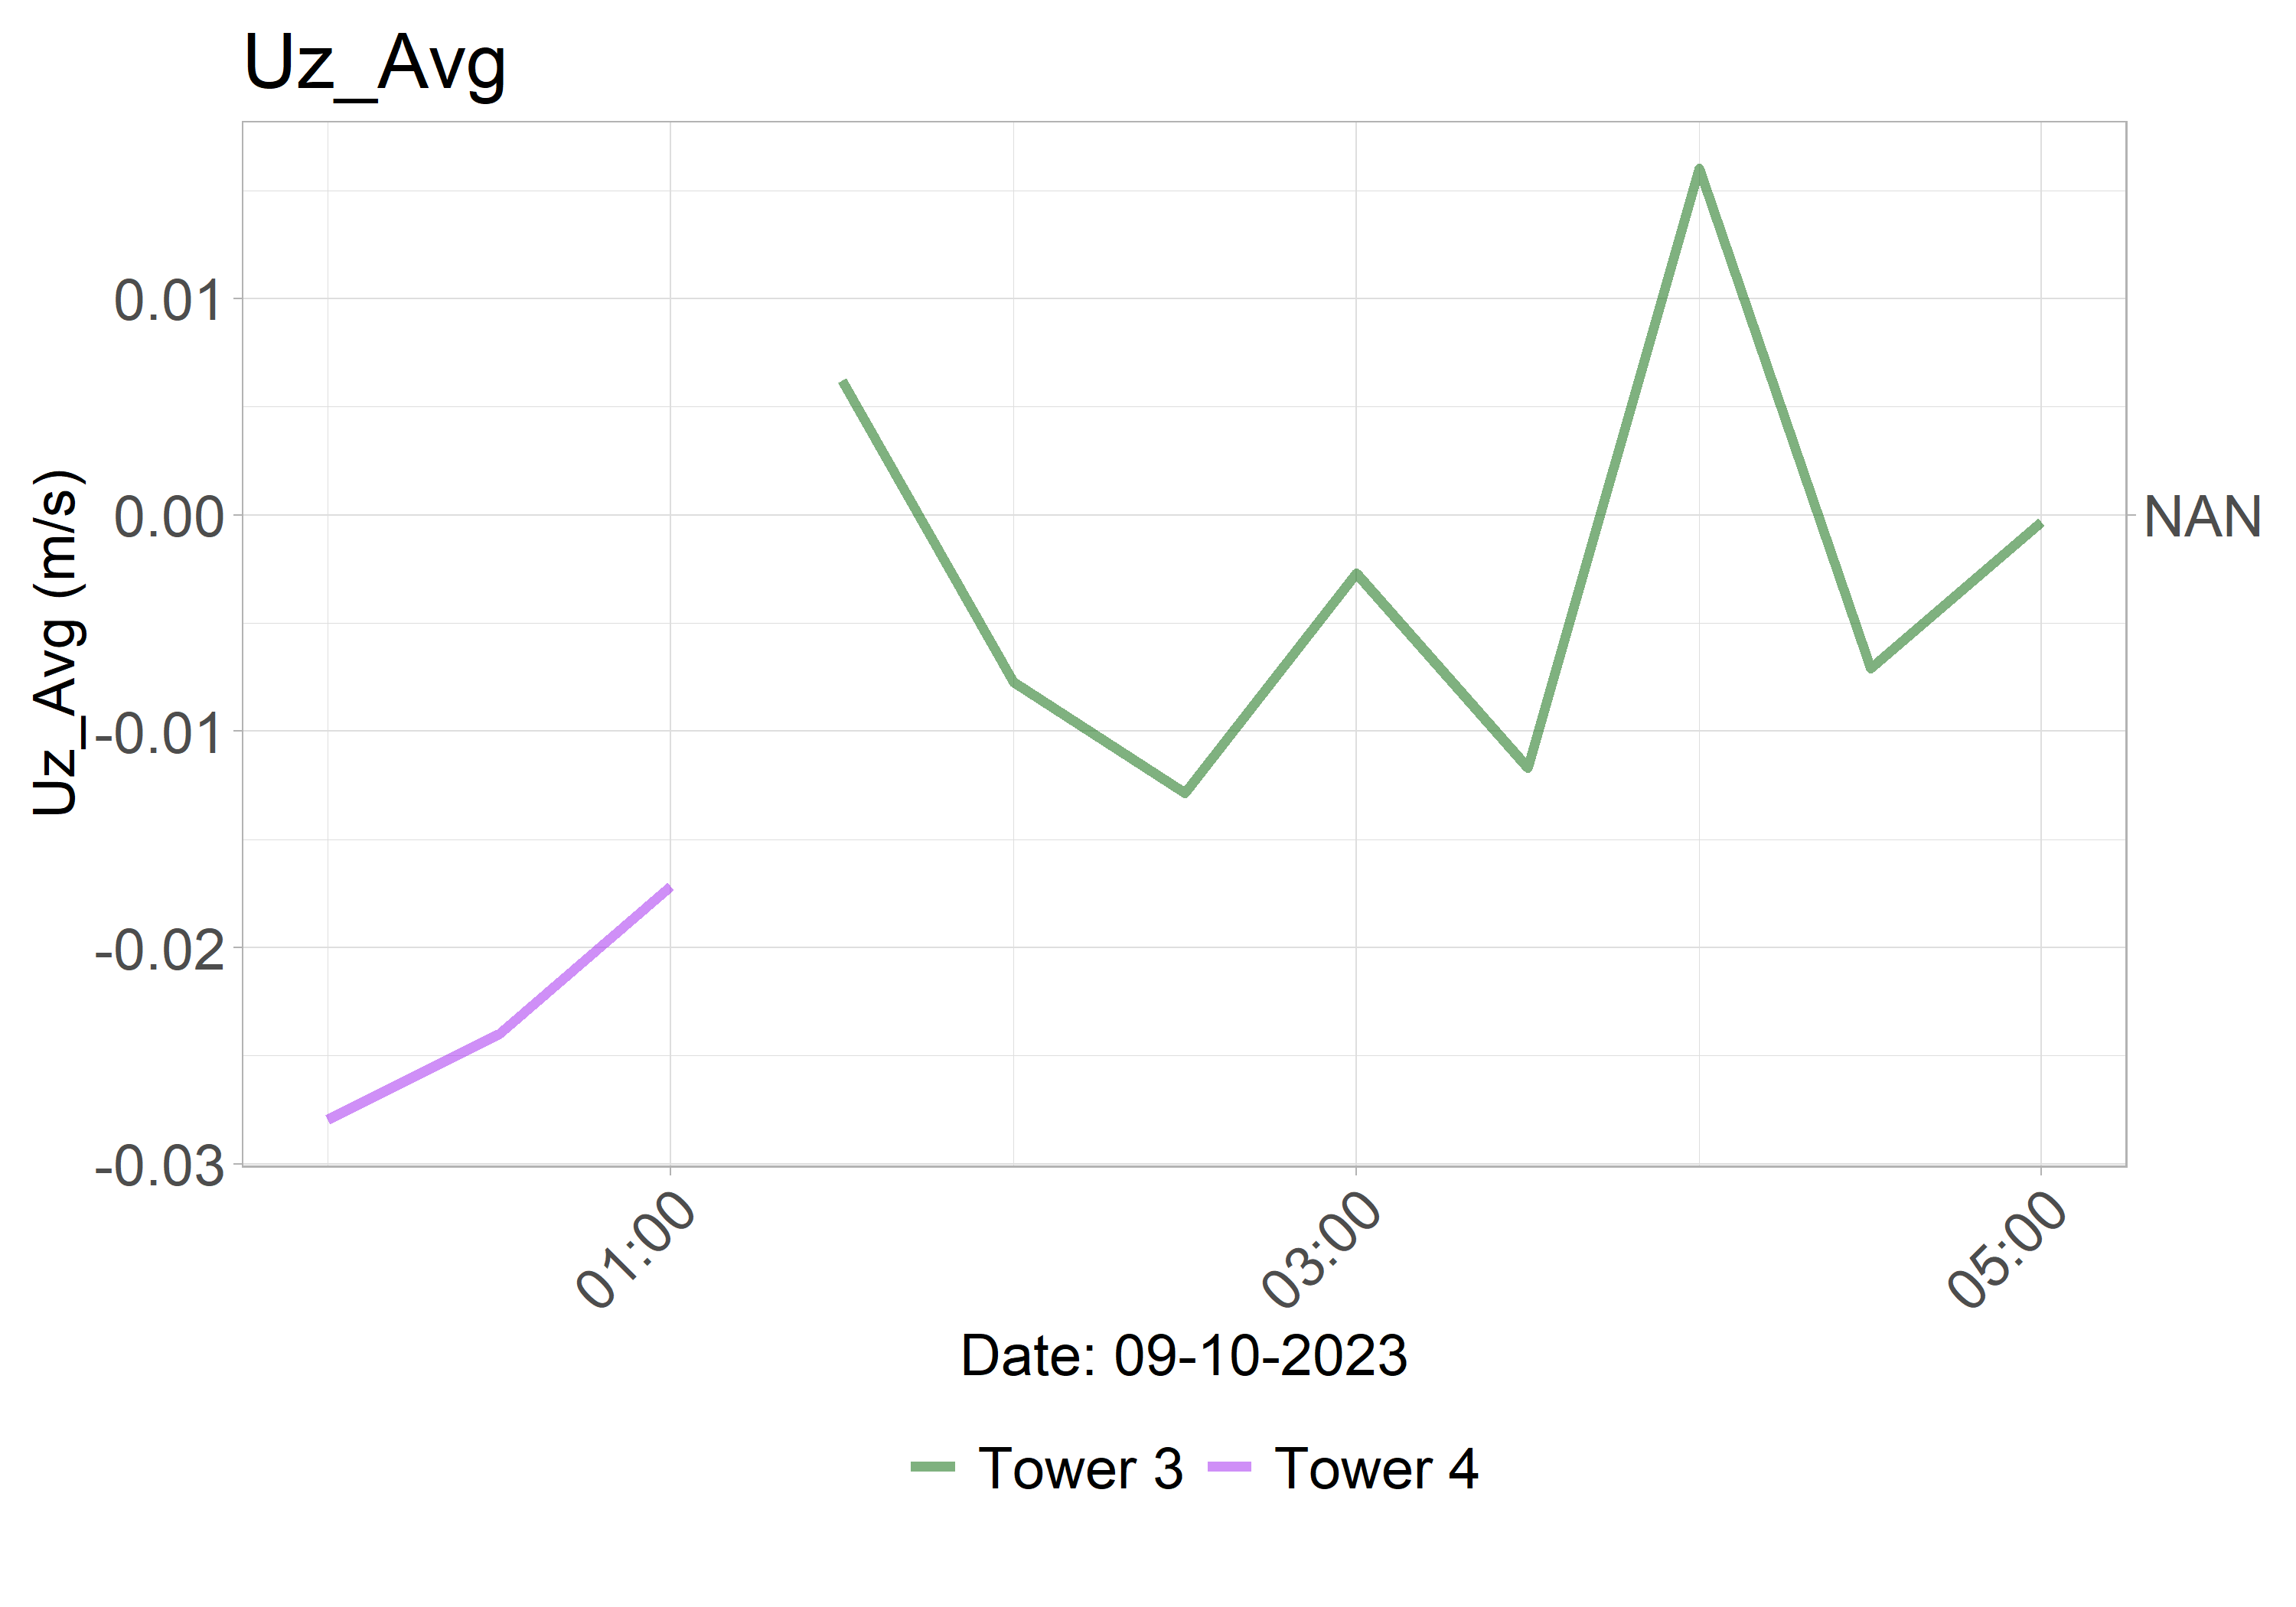 Uz_Avg
Uz_Avg (m/s)
0.01
0.00
-0.01
-0.02
-0.03
NAN
01:00
03:00
05:00
Date: 09-10-2023
Tower 3
Tower 4